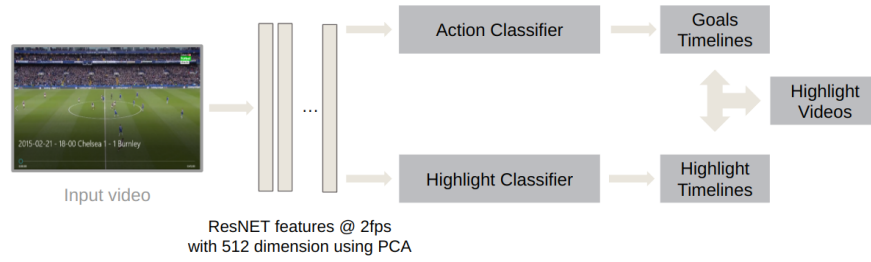 Action Classifier
Goals
Timelines
...
Highlight
Videos
2015-02-21 - 18-00 Chelsea 1 - 1 Burnley
Input video
Highlight Classifier
Highlight
Timelines
ResNET features @ 2fps
with 512 dimension using PCA